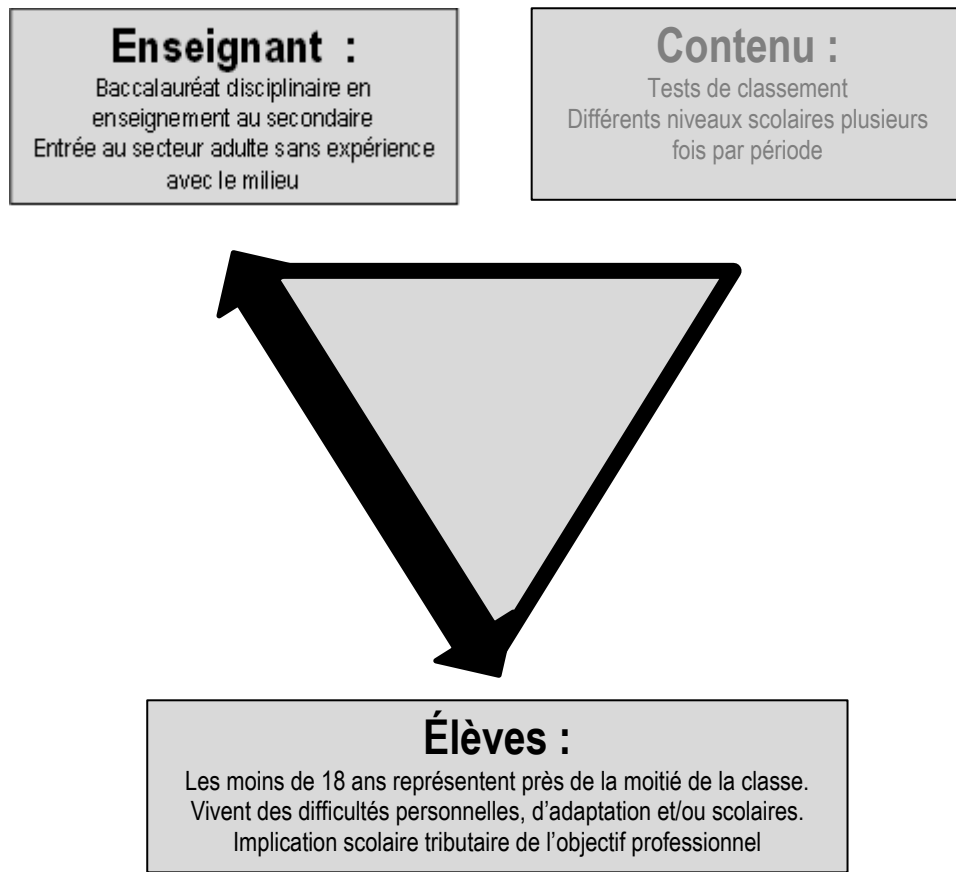 Enseignant :
Baccalauréat disciplinaire en
enseignement au secondaire
Entrée au secteur adulte sans expérience
avec le milieu
Contenu :
Tests de classement
Différents niveaux scolaires plusieurs
fois par période
Élèves :
Les moins de 18 ans représentent près de la moitié de la classe.
Vivent des difficultés personnelles, d’adaptation et/ou scolaires.
Implication scolaire tributaire de l’objectif professionnel